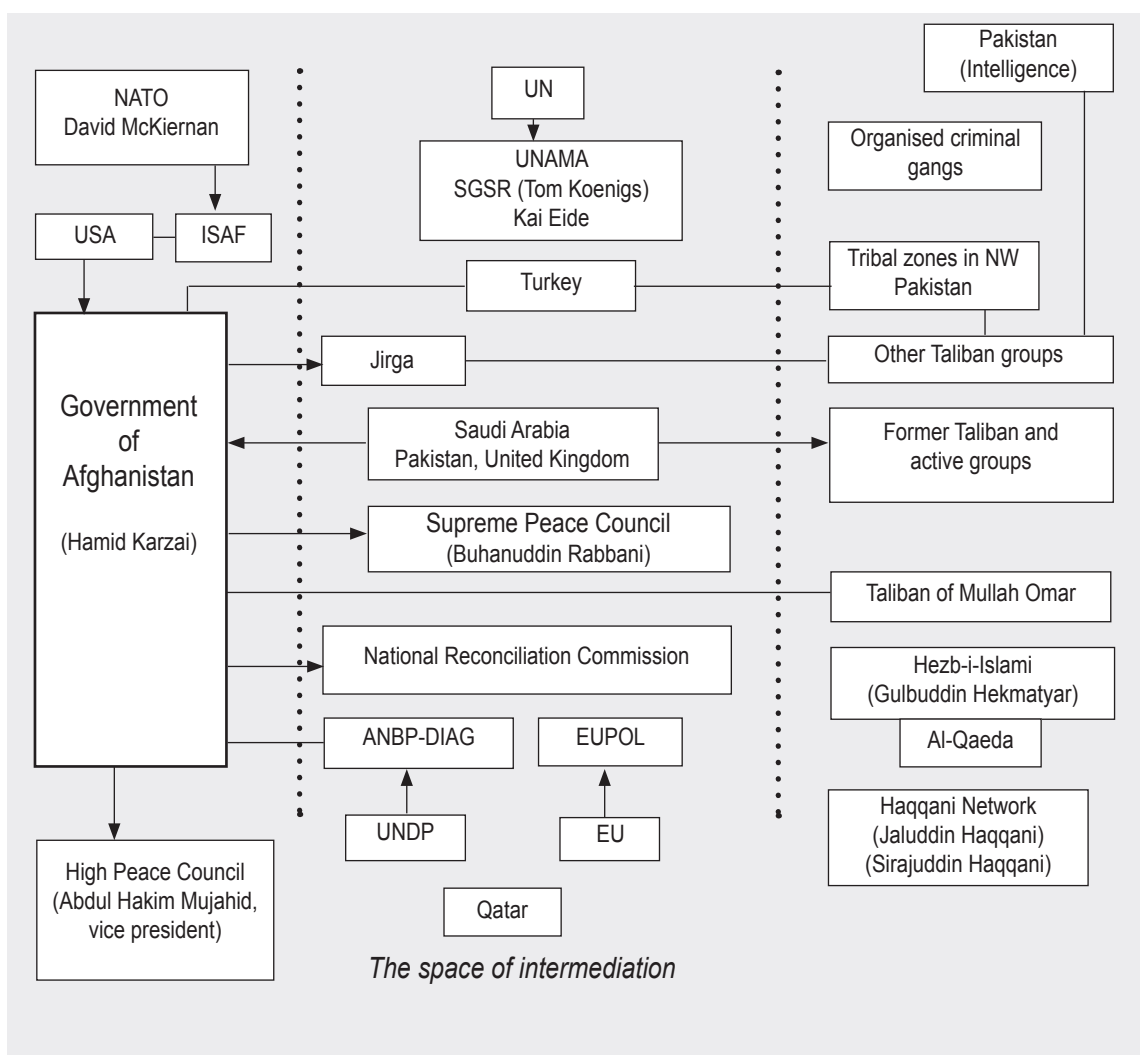 NATO
David McKiernan
USA
ISAF
Government
of
Afghanistan
(Hamid Karzai)
High Peace Council
(Abdul Hakim Mujahid,
vice president)
UN
UNAMA
SGSR (Tom Koenigs)
Kai Eide
Turkey
Jirga
Saudi Arabia
Pakistan, United Kingdom
Supreme Peace Council
(Buhanuddin Rabbani)
National Reconciliation Commission
ANBP-DIAG
EUPOL
UNDP
EU
Qatar
The space of intermediation
Pakistan
(Intelligence)
Organised criminal
gangs
Tribal zones in NW
Pakistan
Other Taliban groups
Former Taliban and
active groups
Taliban of Mullah Omar
Hezb-i-Islami
(Gulbuddin Hekmatyar)
Al-Qaeda
Haqqani Network
(Jaluddin Haqqani)
(Sirajuddin Haqqani)